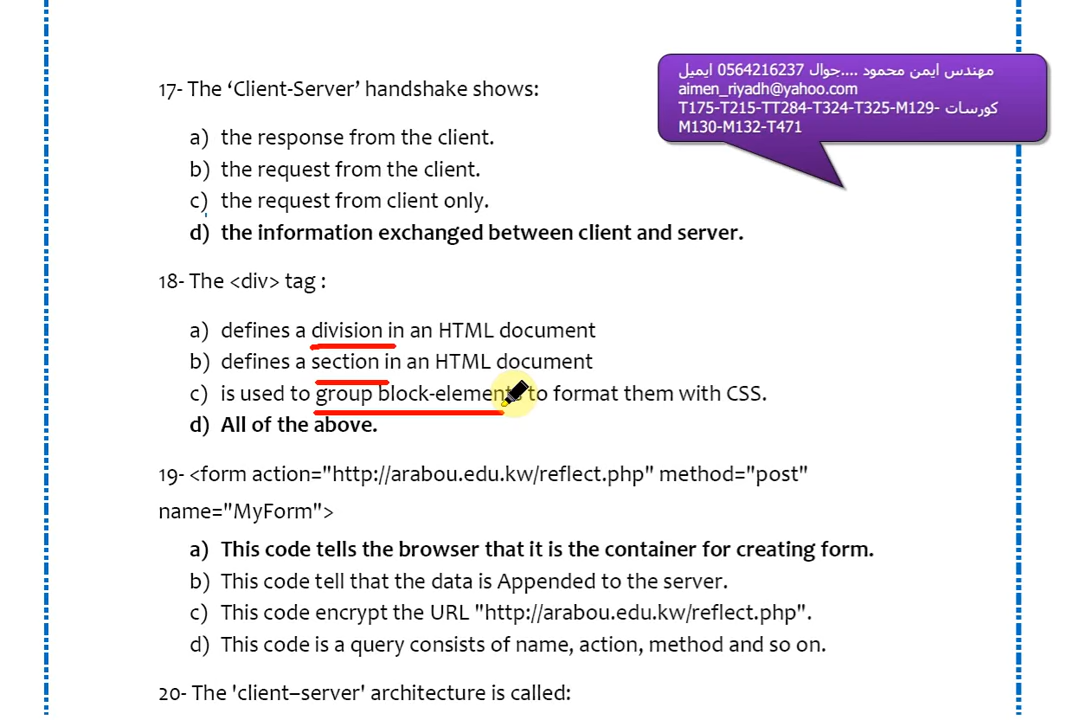 مهندس ايمن محمود ....جوال 0564216237 ايميل
aimen_riyadh@yahoo.com
كورسات T175-T215-TT284-T324-T325-M129-
M130-M132-T471
17- The ‘Client-Server’ handshake shows:
a) the response from the client.
b) the request from the client.
c) the request from client only.
d) the information exchanged between client and server.
18- The <div> tag :
a) defines a division in an HTML document
b) defines a section in an HTML document
c) is used to group block-elements to format them with CSS.
d) All of the above.
19- <form action="http://arabou.edu.kw/reflect.php" method="post"
name="MyForm">
a) This code tells the browser that it is the container for creating form.
b) This code tell that the data is Appended to the server.
c) This code encrypt the URL "http://arabou.edu.kw/reflect.php".
d) This code is a query consists of name, action, method and so on.
20- The 'client–server' architecture is called: